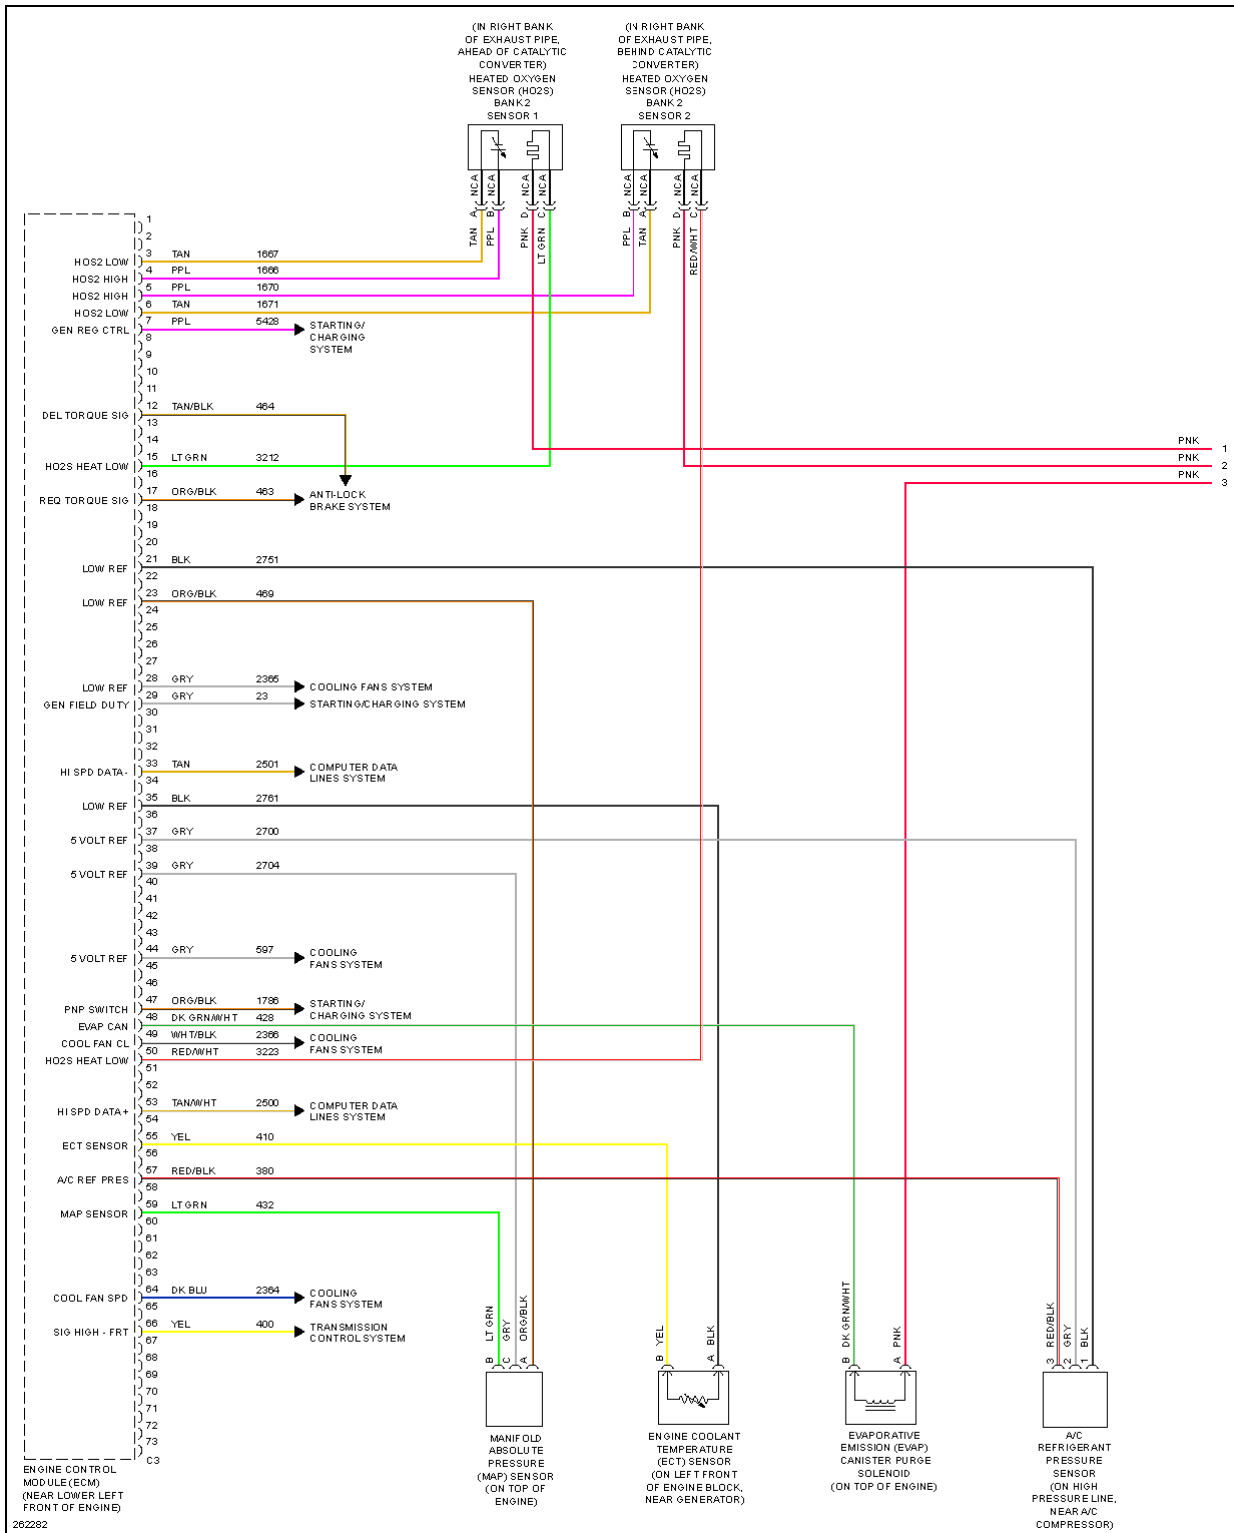 (IN RIGHT BANK
OF EXHAUST PIPE,
AHEAD OF CATALYTIC
CONVERTER)
HEATED OXYGEN
SENSOR (HO2S)
BANK 2
SENSOR 1
(IN RIGHT BANK
OF EXHAUST PIPE,
BEHIND CATALYTIC
CONVERTER)
HEATED OXYGEN
SENSOR (HO2S)
BANK 2
SENSOR 2
TAN A NCA
PPL B NCA
PNK D NCA
LT GRN C NCA
PPL B NCA
TAN A NCA
PNK D NCA
RED/WHT C NCA
1
2
HOS2 LOW 3 TAN 1667
HOS2 HIGH 4 PPL 1666
HOS2 HIGH 5 PPL 1670
HOS2 LOW 6 TAN 1671
GEN REG CTRL 7 PPL 5428 STARTING/
CHARGING
SYSTEM
8
9
10
11
DEL TORQUE SIG 12 TAN/BLK 464
13
14
PNK 1
HO2S HEAT LOW 15 LT GRN 3212
PNK 2
16
PNK 3
REQ TORQUE SIG 17 ORG/BLK 463 ANTI-LOCK
BRAKE SYSTEM
18
19
20
LOW REF 21 BLK 2751
22
LOW REF 23 ORG/BLK 469
24
25
26
27
LOW REF 28 GRY 2365 COOLING FANS SYSTEM
GEN FIELD DUTY 29 GRY 23 STARTING/CHARGING SYSTEM
30
31
32
HI SPD DATA- 33 TAN 2501 COMPUTER DATA
LINES SYSTEM
34
LOW REF 35 BLK 2761
36
5 VOLT REF 37 GRY 2700
38
5 VOLT REF 39 GRY 2704
40
41
42
43
5 VOLT REF 44 GRY 597 COOLING
FANS SYSTEM
45
46
PNP SWITCH 47 ORG/BLK 1786 STARTING/
CHARGING SYSTEM
EVAP CAN 48 DK GRN/WHT 428
COOL FAN CL 49 WHT/BLK 2366 COOLING
FANS SYSTEM
HO2S HEAT LOW 50 RED/WHT 3223
51
52
HI SPD DATA+ 53 TAN/WHT 2500 COMPUTER DATA
LINES SYSTEM
54
ECT SENSOR 55 YEL 410
56
A/C REF PRES 57 RED/BLK 380
58
MAP SENSOR 59 LT GRN 432
60
61
62
63
COOL FAN SPD 64 DK BLU 2364 COOLING
FANS SYSTEM
65
SIG HIGH - FRT 66 YEL 400 TRANSMISSION
CONTROL SYSTEM
67
68
69
70
71
72
73
C3
B LT GRN
C GRY
A ORG/BLK
B YEL
A BLK
B DK GRN/WHT
A PNK
3 RED/BLK
2 GRY
1 BLK
MANIFOLD
ABSOLUTE
PRESSURE
(MAP) SENSOR
(ON TOP OF
ENGINE)
ENGINE COOLANT
TEMPERATURE
(ECT) SENSOR
(ON LEFT FRONT
OF ENGINE BLOCK,
NEAR GENERATOR)
EVAPORATIVE
EMISSION (EVAP)
CANISTER PURGE
SOLENOID
(ON TOP OF ENGINE)
A/C
REFRIGERANT
PRESSURE
SENSOR
(ON HIGH
PRESSURE LINE,
NEAR A/C
COMPRESSOR)
ENGINE CONTROL
MODULE (ECM)
(NEAR LOWER LEFT
FRONT OF ENGINE)
262282